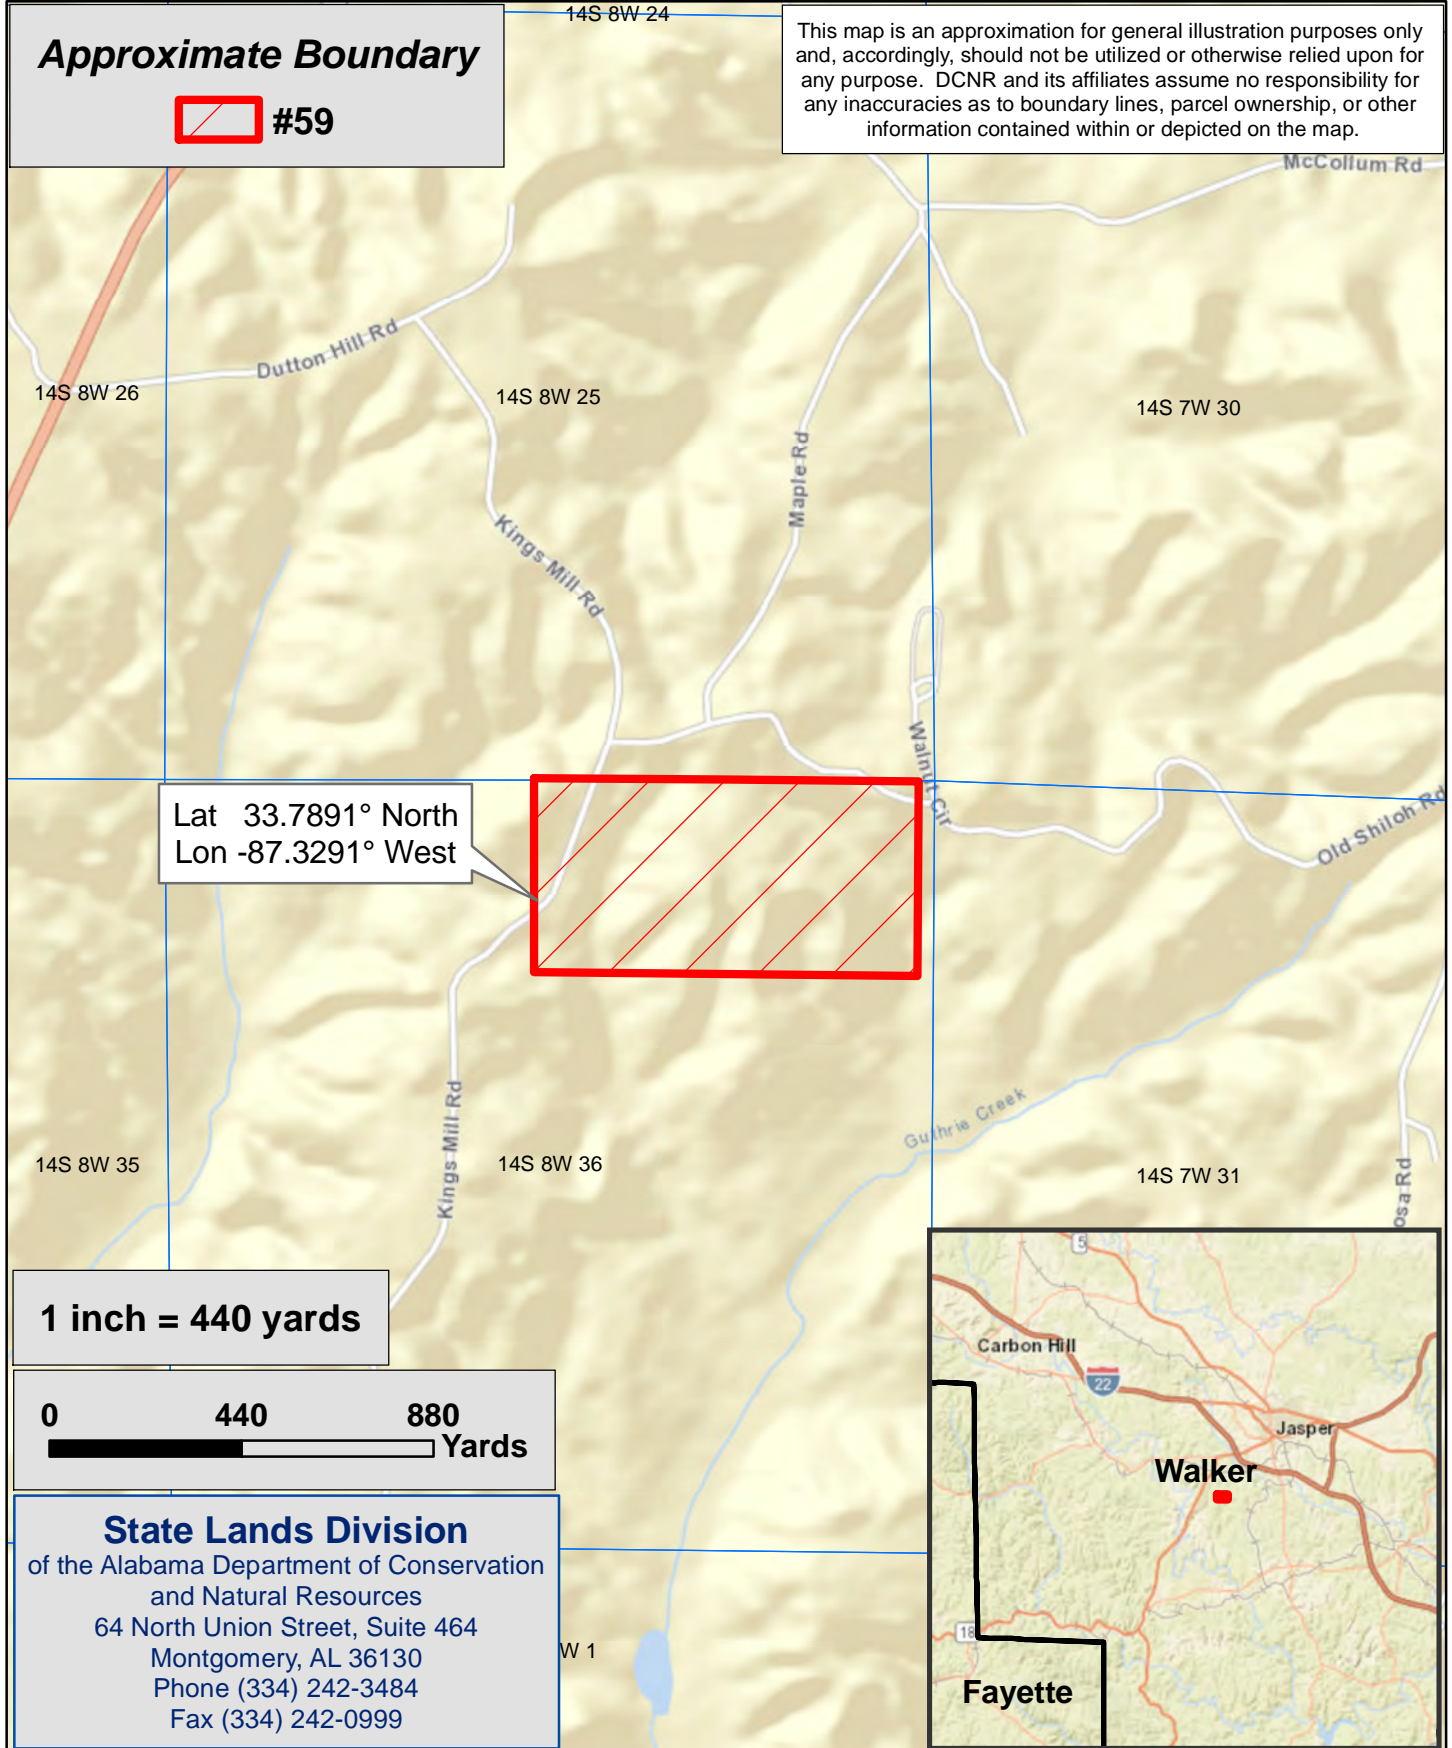 14S 8W 24
Approximate Boundary
#59
This map is an approximation for general illustration purposes only
and, accordingly, should not be utilized or otherwise relied upon for
any purpose. DCNR and its affiliates assume no responsibility for
any inaccuracies as to boundary lines, parcel ownership, or other
information contained within or depicted on the map.
McCollum Rd
Dutton Hill Rd
14S 8W 26
14S 8W 25
14S 7W 30
Maple Rd
Kings Mill Rd
Walnut Cir
Old Shiloh Rd
Lat 33.7891° North
Lon -87.3291° West
Guthrie Creek
Kings Mill Rd
14S 8W 35
14S 8W 36
14S 7W 31
osa Rd
1 inch = 440 yards
0 440 880
Yards
State Lands Division
of the Alabama Department of Conservation
and Natural Resources
64 North Union Street, Suite 464
Montgomery, AL 36130
Phone (334) 242-3484
Fax (334) 242-0999
W 1
5
Carbon Hill
22
Jasper
Walker
18
Fayette